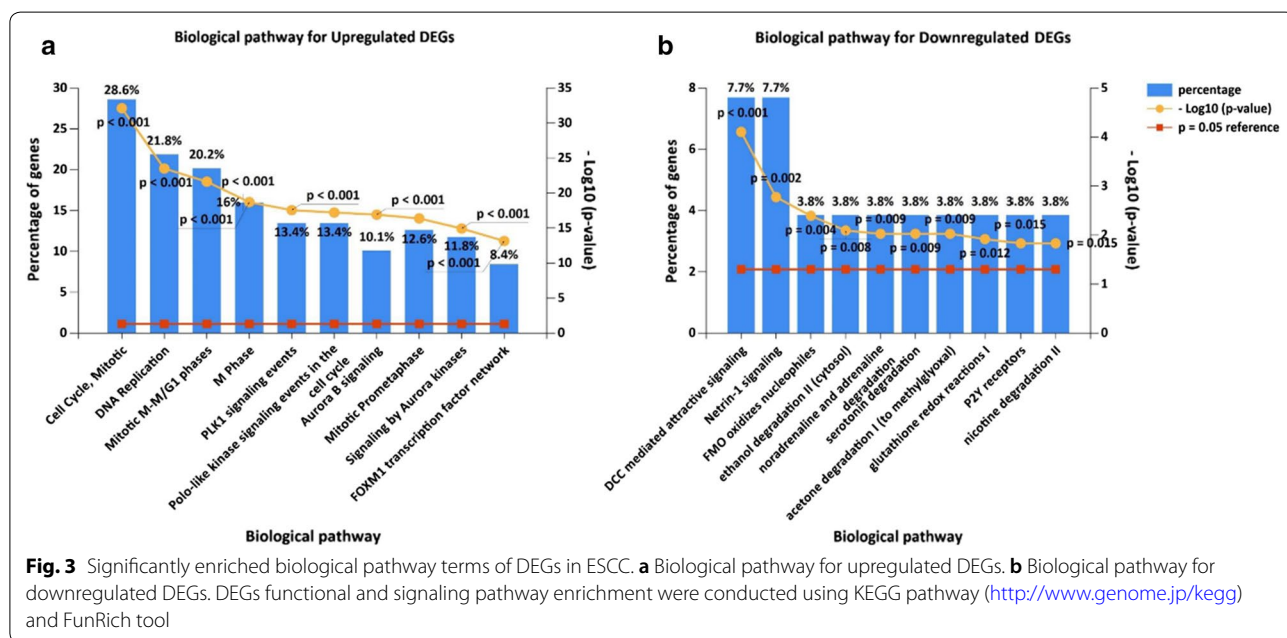 a
Biological pathway for Upregulated DEGs
Percentage of genes
30
25
20
15
10
5
0
35
30
25
20
15
10
5
0
- Log10 (p-value)
28.6%
p < 0.001
21.8%
p < 0.001
20.2%
p < 0.001
16%
p < 0.001
13.4%
p < 0.001
13.4%
10.1%
p < 0.001
12.6%
11.8%
p < 0.001
p < 0.001
8.4%
Cell Cycle, Mitotic
DNA Replication
Mitotic M-M/G1 phases
M Phase
PLK1 signaling events
Polo-like kinase signaling events in the
cell cycle
Aurora B signaling
Mitotic Prometaphase
Signaling by Aurora kinases
FOXM1 transcription factor network
Biological pathway
b
Biological pathway for Downregulated DEGs
Percentage of genes
8
6
4
2
0
5
4
3
2
1
0
- Log10 (p-value)
7.7%
p < 0.001
7.7%
p = 0.002
3.8%
p = 0.004
3.8%
p = 0.008
3.8%
p = 0.009
3.8%
p = 0.009
3.8%
p = 0.009
3.8%
p = 0.012
3.8%
p = 0.015
3.8%
p = 0.015
DCC mediated attractive signaling
Netrin-1 signaling
FMO oxidizes nucleophiles
ethanol degradation II (cytosol)
noradrenaline and adrenaline
degradation
serotonin degradation
acetone degradation I (to methylglyoxal)
glutathione redox reactions I
P2Y receptors
nicotine degradation II
Biological pathway
percentage
- Log10 (p-value)
p = 0.05 reference
Fig. 3 Significantly enriched biological pathway terms of DEGs in ESCC. a Biological pathway for upregulated DEGs. b Biological pathway for
downregulated DEGs. DEGs functional and signaling pathway enrichment were conducted using KEGG pathway (http://www.genome.jp/kegg)
and FunRich tool